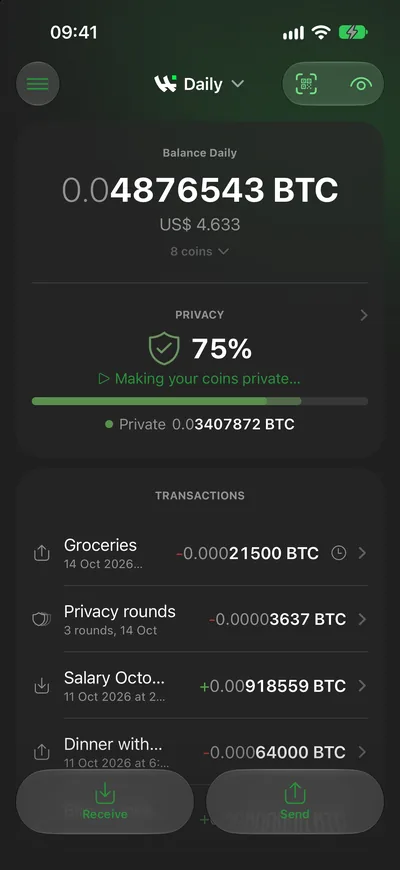 09:41
Daily
Balance Daily
0.04876543 BTC
US$ 4.633
8 coins
PRIVACY
75%
Making your coins private...
Private 0.03407872 BTC
TRANSACTIONS
Groceries
-0.00021500 BTC
14 Oct 2026...
Privacy rounds
-0.00003637 BTC
3 rounds, 14 Oct
Salary Octo...
+0.00918559 BTC
11 Oct 2026 at 2...
Dinner with...
-0.00064000 BTC
11 Oct 2026 at 6:...
Receive
Send